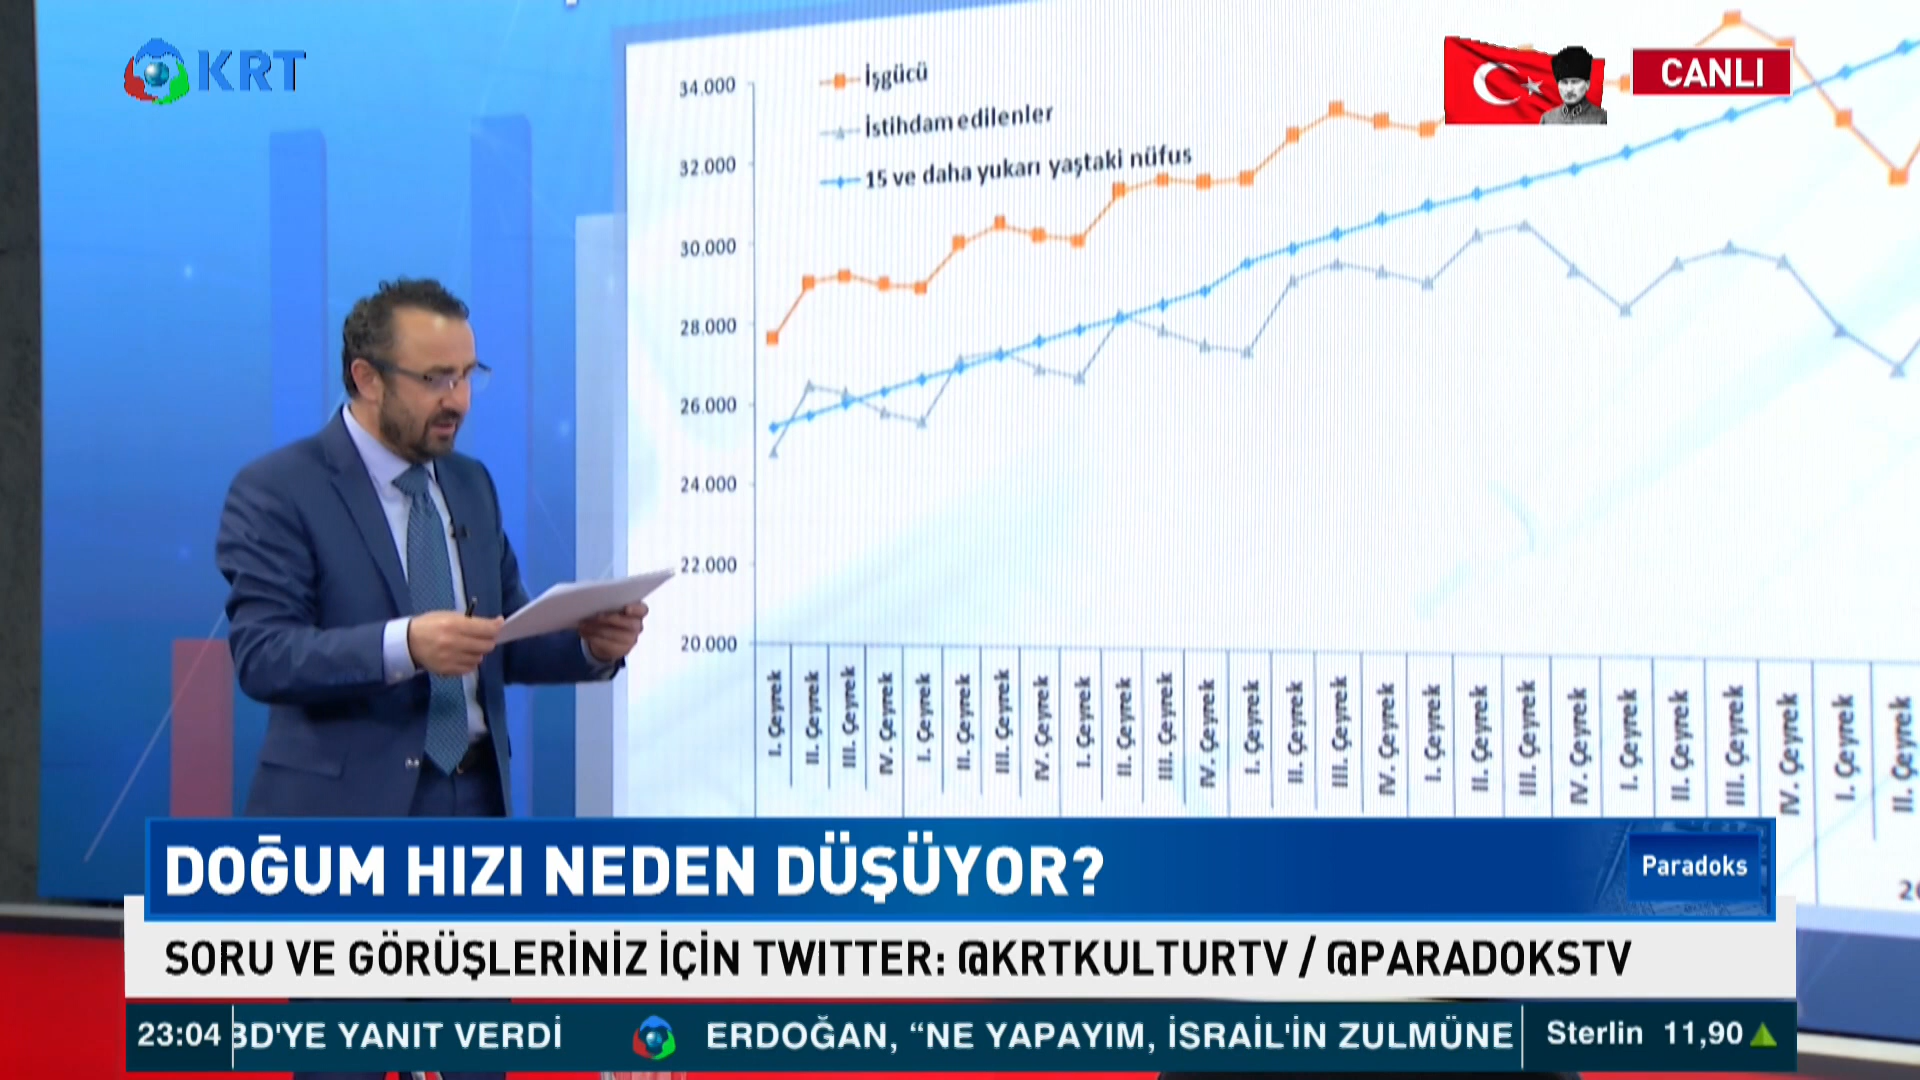 KRT
CANLI
İşgücü
İstihdam edilenler
15 ve daha yukarı yaştaki nüfus
34.000
32.000
30.000
28.000
26.000
24.000
22.000
20.000
I. Çeyrek
II. Çeyrek
III. Çeyrek
IV. Çeyrek
I. Çeyrek
II. Çeyrek
III. Çeyrek
IV. Çeyrek
I. Çeyrek
II. Çeyrek
III. Çeyrek
IV. Çeyrek
I. Çeyrek
II. Çeyrek
III. Çeyrek
IV. Çeyrek
I. Çeyrek
II. Çeyrek
III. Çeyrek
IV. Çeyrek
I. Çeyrek
II. Çeyrek
III. Çeyrek
IV. Çeyrek
I. Çeyrek
II. Çeyrek
DOĞUM HIZI NEDEN DÜŞÜYOR?
Paradoks
SORU VE GÖRÜŞLERİNİZ İÇİN TWITTER: @KRTKULTURTV / @PARADOKSTV
23:04 BD'YE YANIT VERDİ ERDOĞAN, “NE YAPAYIM, İSRAİL'İN ZULMÜNE Sterlin 11,90